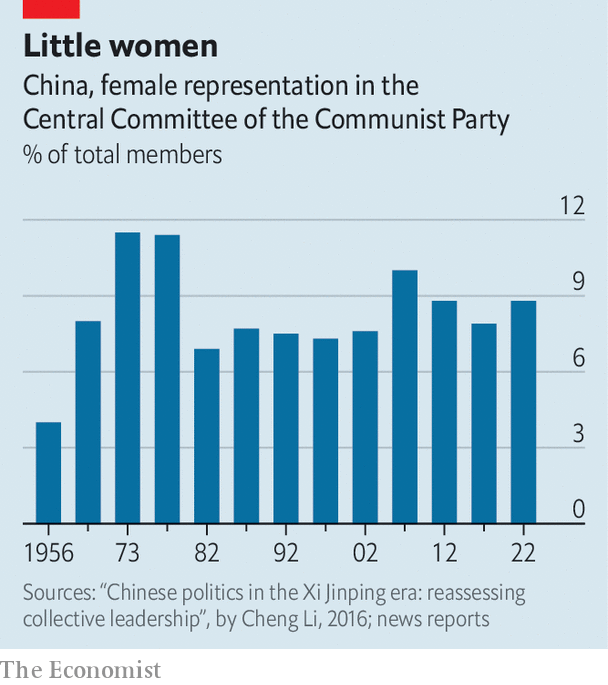 Little women
China, female representation in the
Central Committee of the Communist Party
% of total members
12
9
6
3
0
1956 73 82 92 02 12 22
Sources: “Chinese politics in the Xi Jinping era: reassessing
collective leadership”, by Cheng Li, 2016; news reports
The Economist